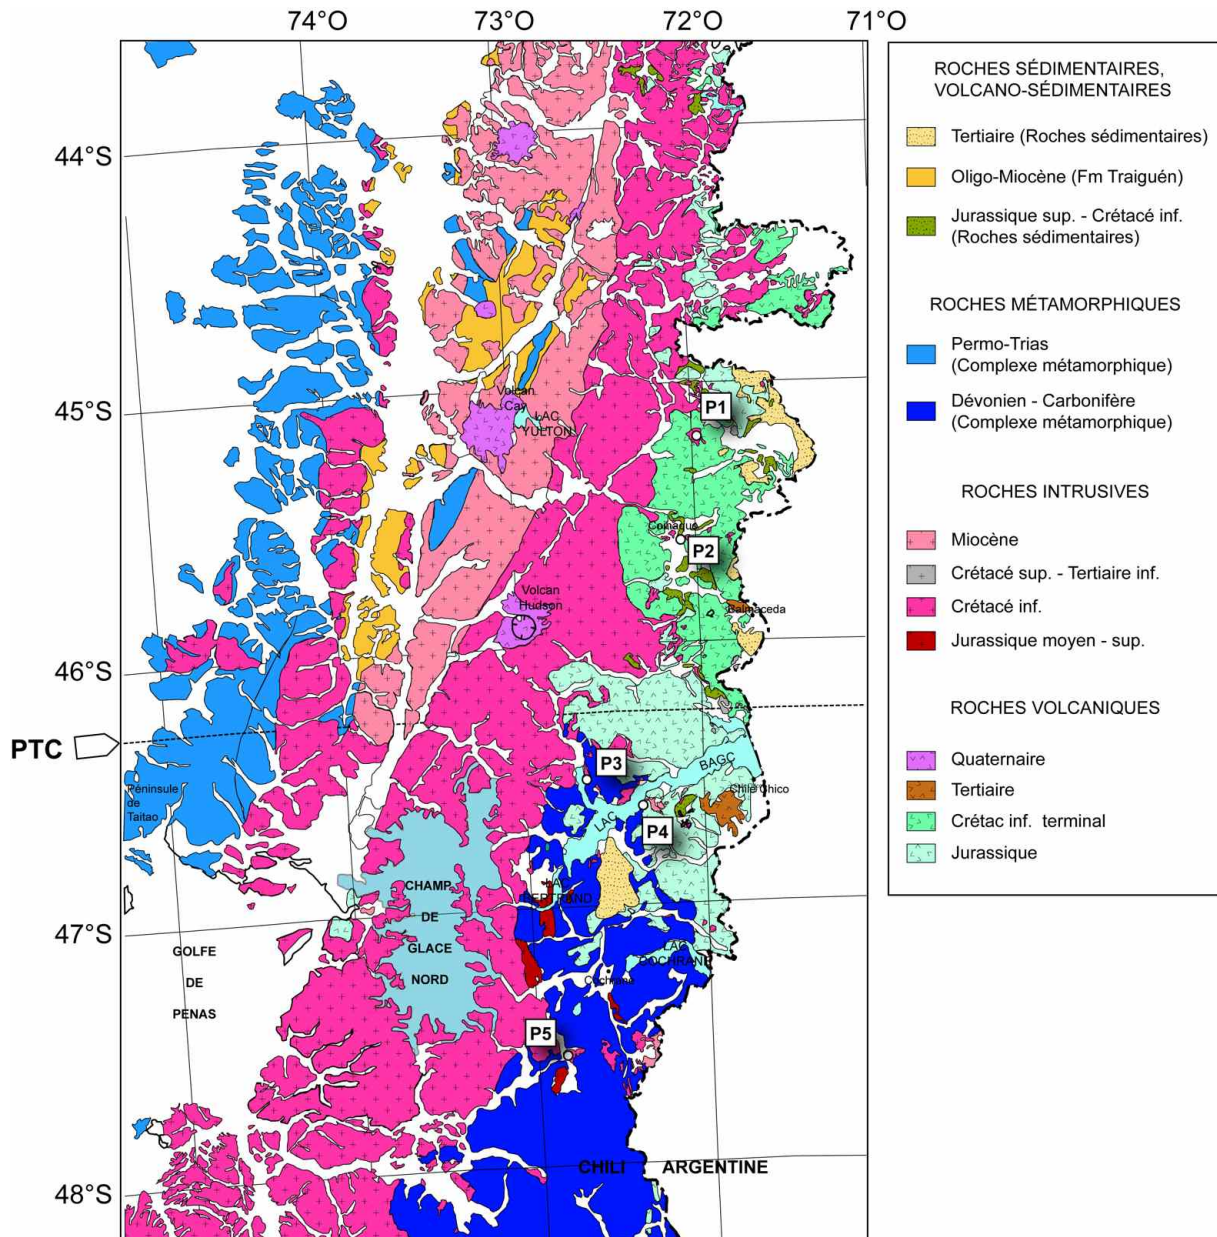 74°O
73°O
72°O
71°O
44°S
45°S
46°S
47°S
48°S
PTC
Volcan
Cay
LAC
YULTON
P1
P2
Balmaceda
Volcan
Hudson
Péninsule
de
Taitao
P3
BAGC
Chile Chico
LAC
P4
CHAMP
DE
GLACE
NORD
LAC
BERTRAND
LAC
COCHRANE
Cochrane
GOLFE
DE
PENAS
P5
CHILI
ARGENTINE
ROCHES SÉDIMENTAIRES,
VOLCANO-SÉDIMENTAIRES
Tertiaire (Roches sédimentaires)
Oligo-Miocène (Fm Traiguén)
Jurassique sup. - Crétacé inf.
(Roches sédimentaires)
ROCHES MÉTAMORPHIQUES
Permo-Trias
(Complexe métamorphique)
Dévonien - Carbonifère
(Complexe métamorphique)
ROCHES INTRUSIVES
Miocène
Crétacé sup. - Tertiaire inf.
Crétacé inf.
Jurassique moyen - sup.
ROCHES VOLCANIQUES
Quaternaire
Tertiaire
Crétac inf. terminal
Jurassique